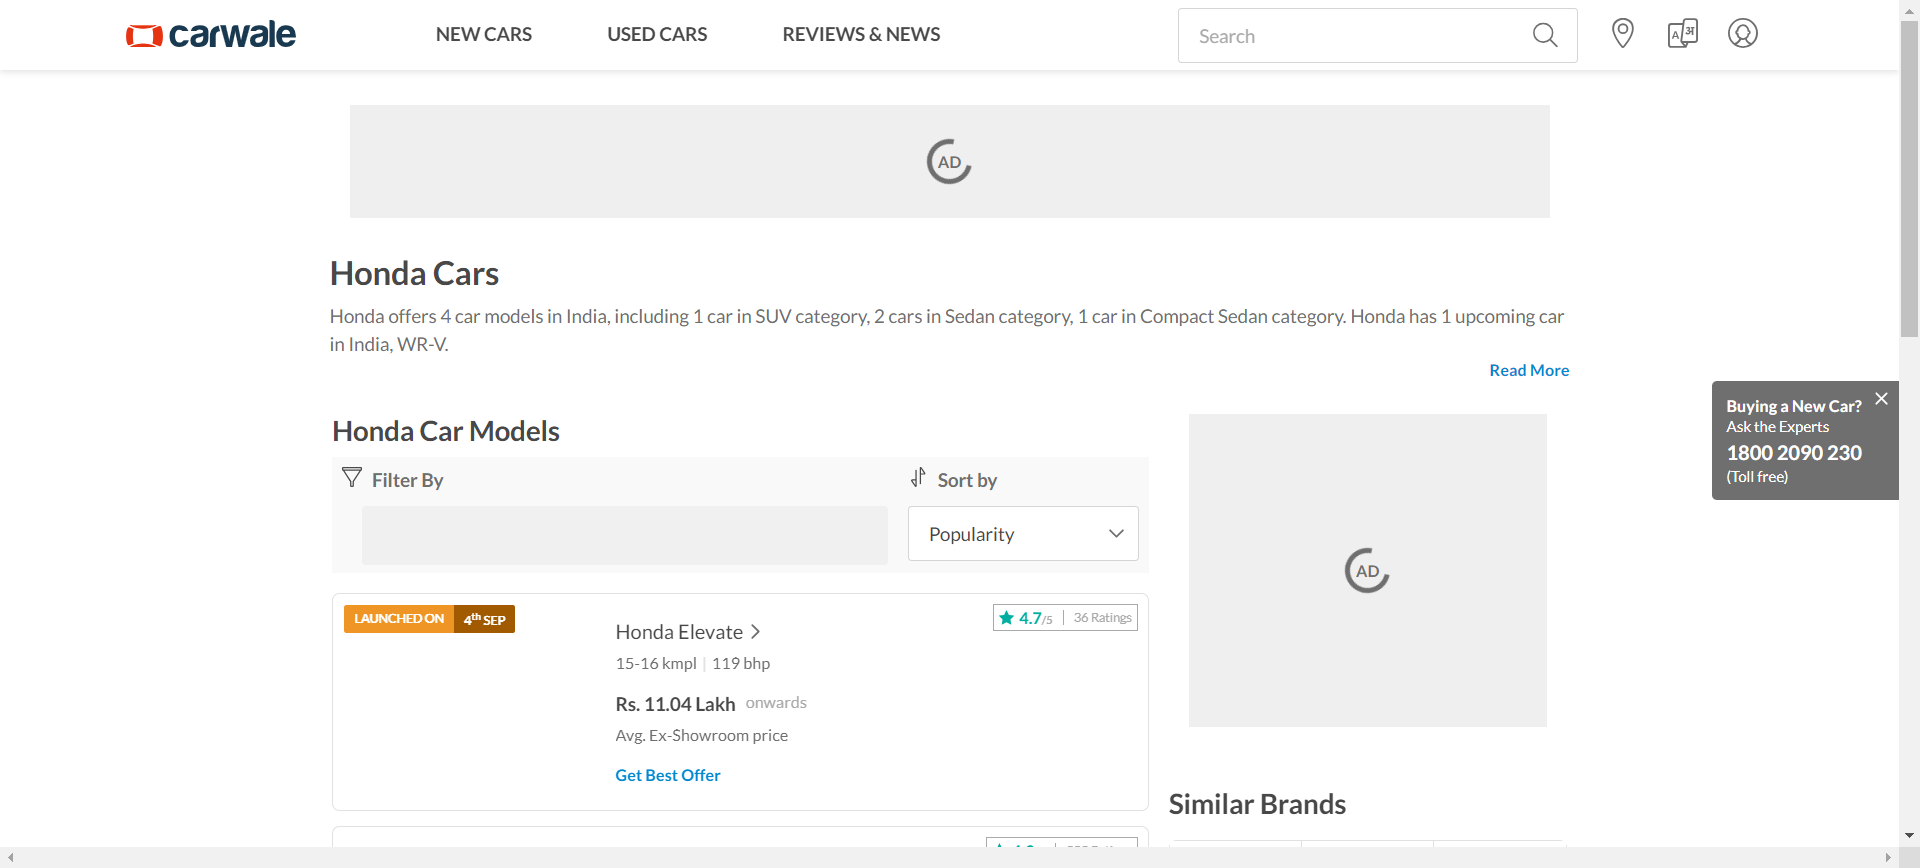 carwale
NEW CARS
USED CARS
REVIEWS & NEWS
Search
A अ
AD
Honda Cars
Honda offers 4 car models in India, including 1 car in SUV category, 2 cars in Sedan category, 1 car in Compact Sedan category. Honda has 1 upcoming car
in India, WR-V.
Read More
Buying a New Car?
Ask the Experts
1800 2090 230
(Toll free)
Honda Car Models
Filter By
Sort by
Popularity
AD
LAUNCHED ON 4th SEP
4.7/5 | 36 Ratings
Honda Elevate
15-16 kmpl | 119 bhp
Rs. 11.04 Lakh onwards
Avg. Ex-Showroom price
Get Best Offer
Similar Brands